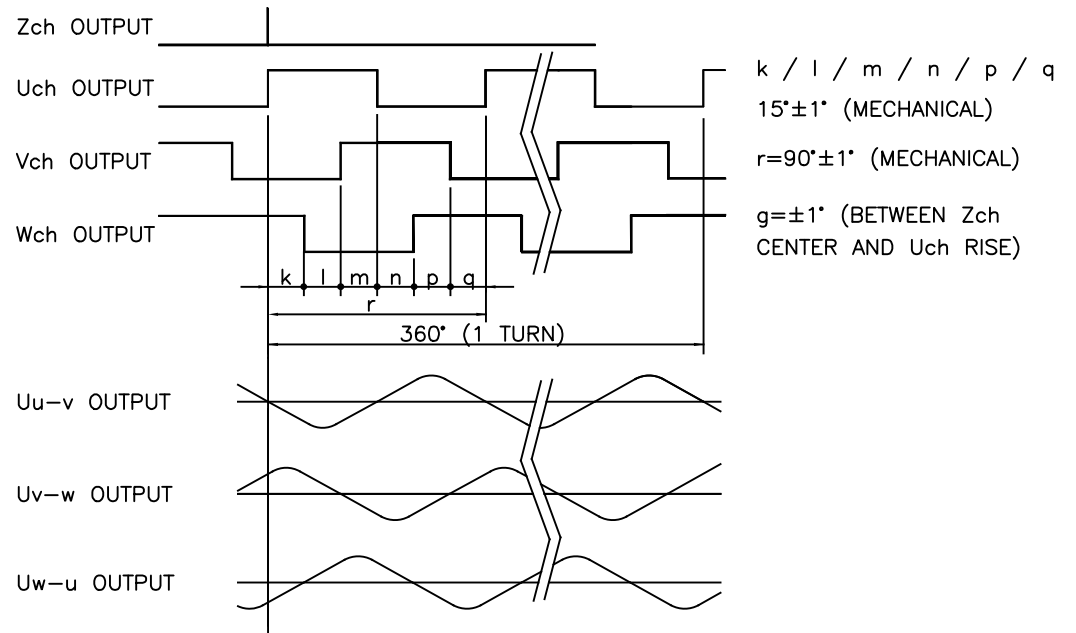 Zch OUTPUT
Uch OUTPUT
k / l / m / n / p / q
15°±1° (MECHANICAL)
Vch OUTPUT
r=90°±1° (MECHANICAL)
Wch OUTPUT
g=±1° (BETWEEN Zch
CENTER AND Uch RISE)
k l m n p q
r
360° (1 TURN)
Uu-v OUTPUT
Uv-w OUTPUT
Uw-u OUTPUT